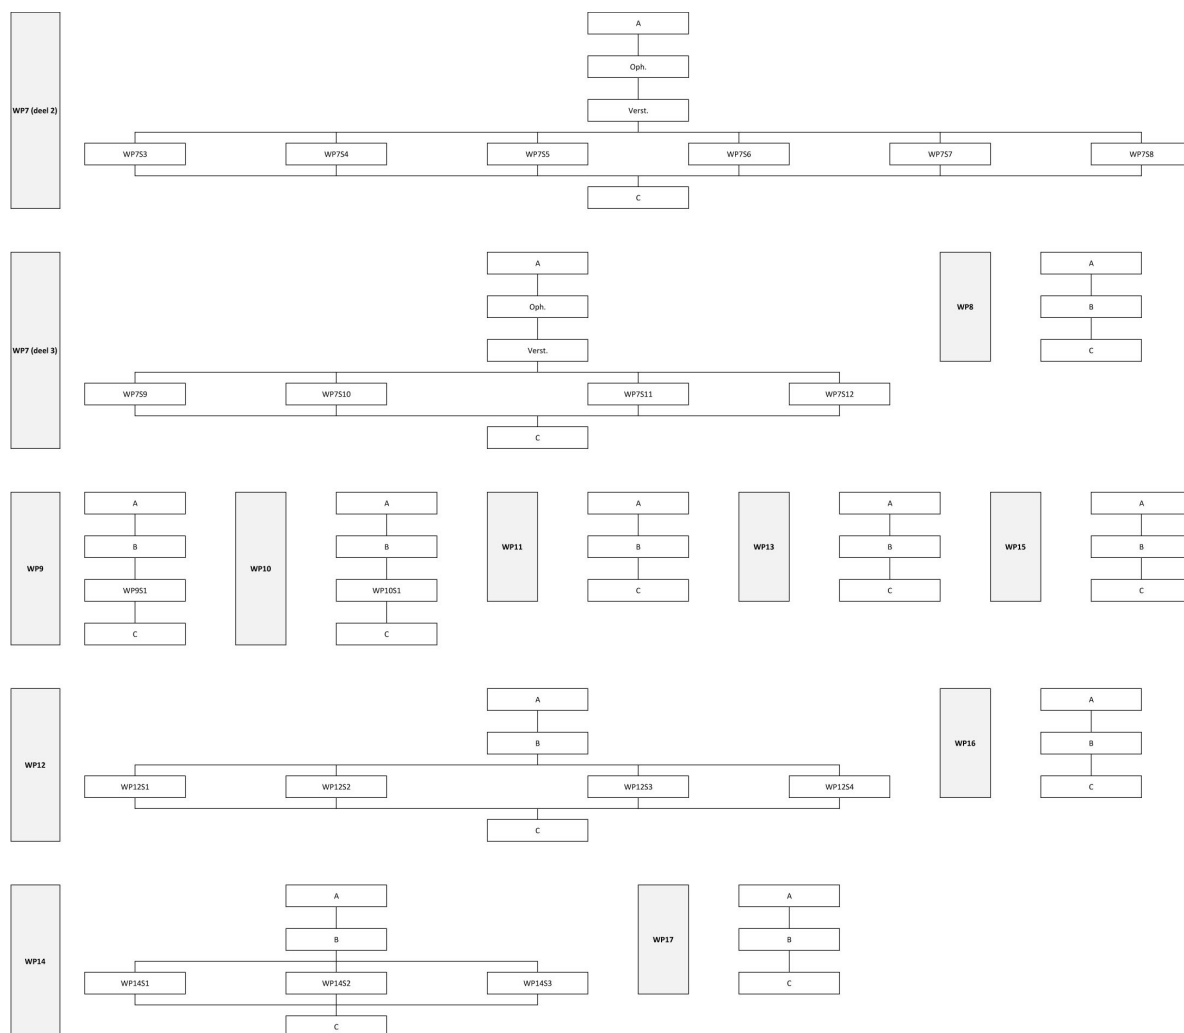 WP7 (deel 2)
A
Oph.
Verst.
WP7S3
WP7S4
WP7S5
WP7S6
WP7S7
WP7S8
C
WP7 (deel 3)
A
Oph.
Verst.
WP7S9
WP7S10
WP7S11
WP7S12
C
WP8
A
B
C
WP9
A
B
WP9S1
C
WP10
A
B
WP10S1
C
WP11
A
B
C
WP13
A
B
C
WP15
A
B
C
WP12
A
B
WP12S1
WP12S2
WP12S3
WP12S4
C
WP16
A
B
C
WP14
A
B
WP14S1
WP14S2
WP14S3
C
WP17
A
B
C